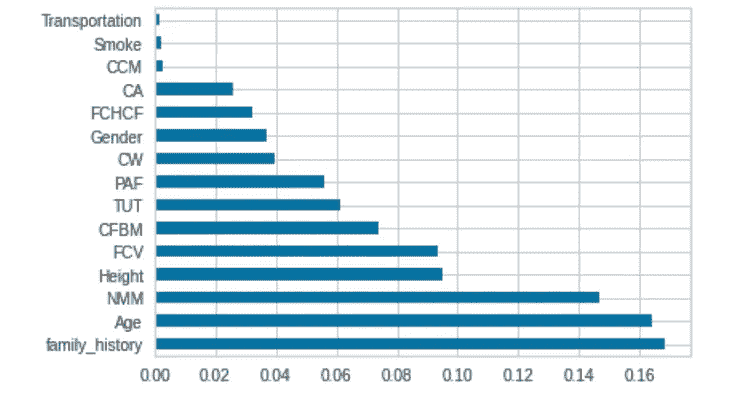 Transportation
Smoke
CCM
CA
FCHCF
Gender
CW
PAF
TUT
CFBM
FCV
Height
NMM
Age
family_history
0.00 0.02 0.04 0.06 0.08 0.10 0.12 0.14 0.16